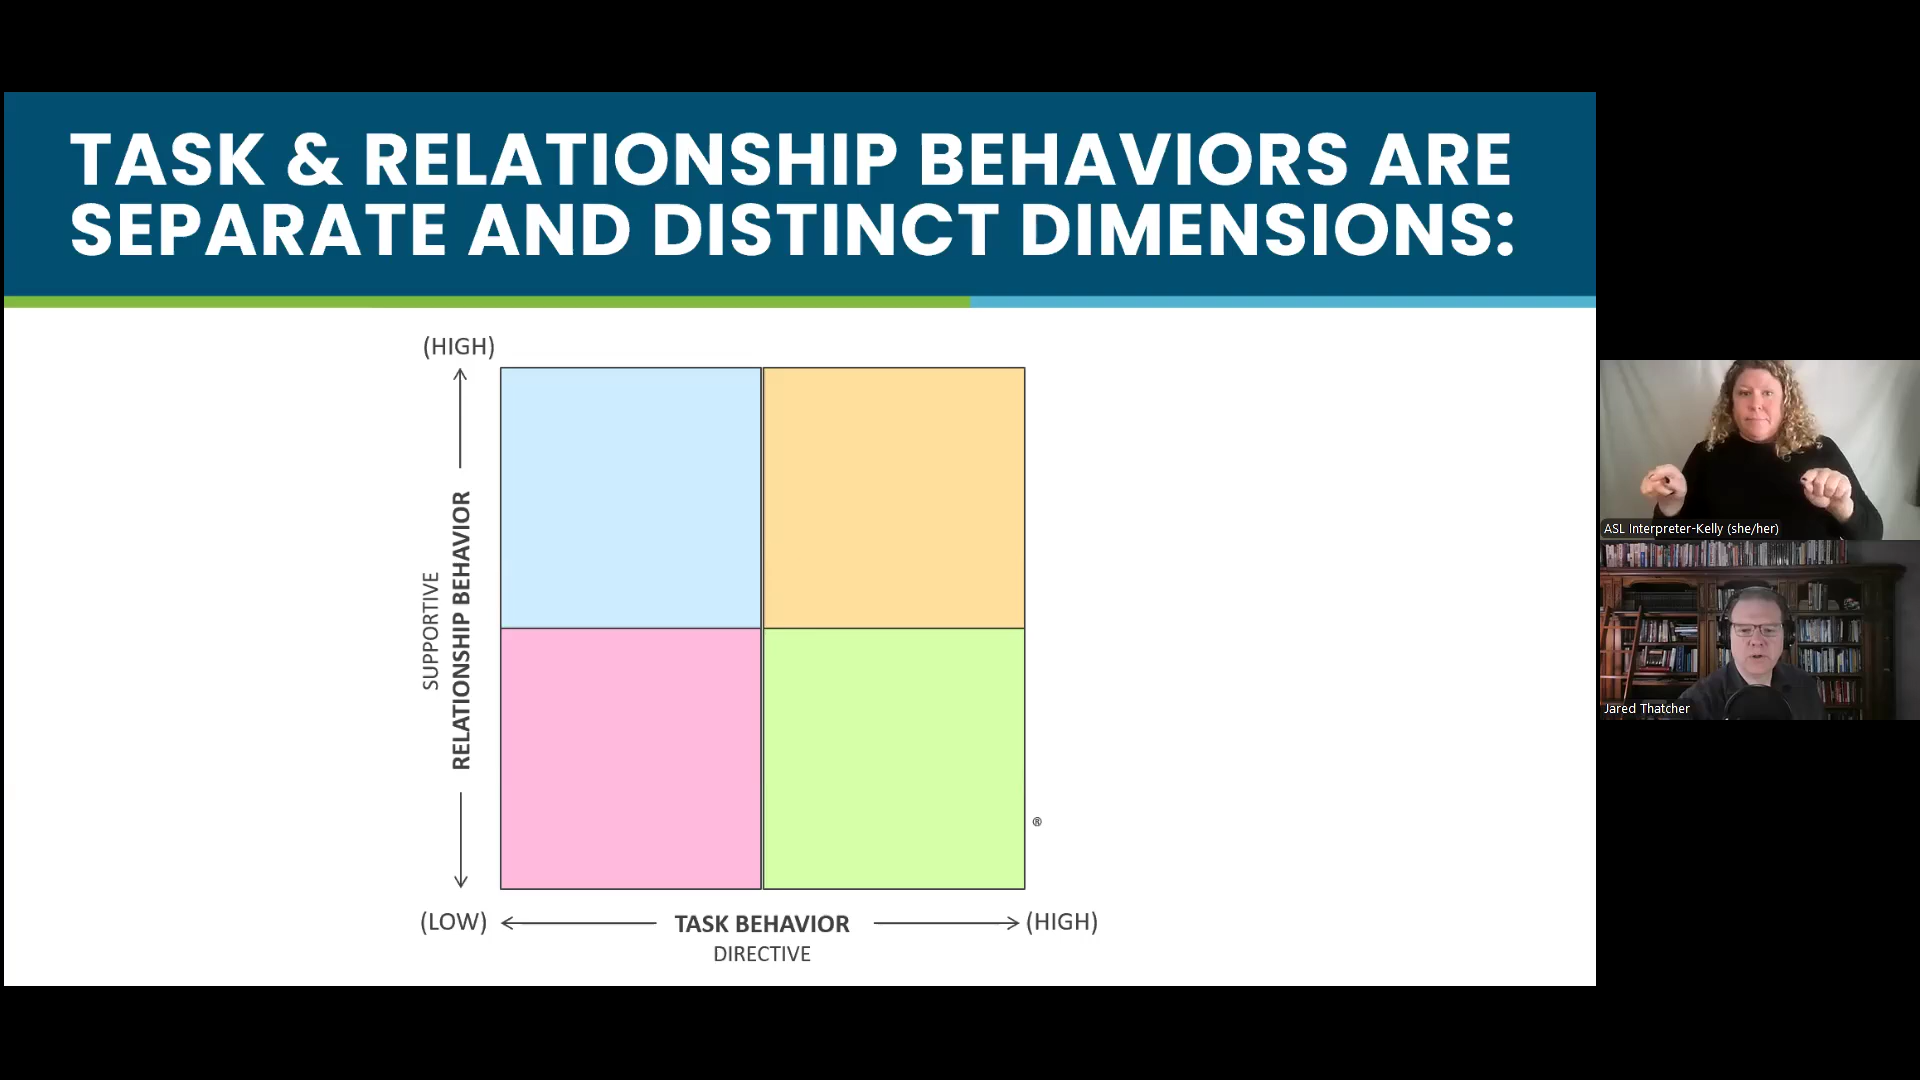 TASK & RELATIONSHIP BEHAVIORS ARE
SEPARATE AND DISTINCT DIMENSIONS:
(HIGH)
SUPPORTIVE
RELATIONSHIP BEHAVIOR
®
(LOW)
TASK BEHAVIOR
(HIGH)
DIRECTIVE
ASL Interpreter-Kelly (she/her)
Jared Thatcher